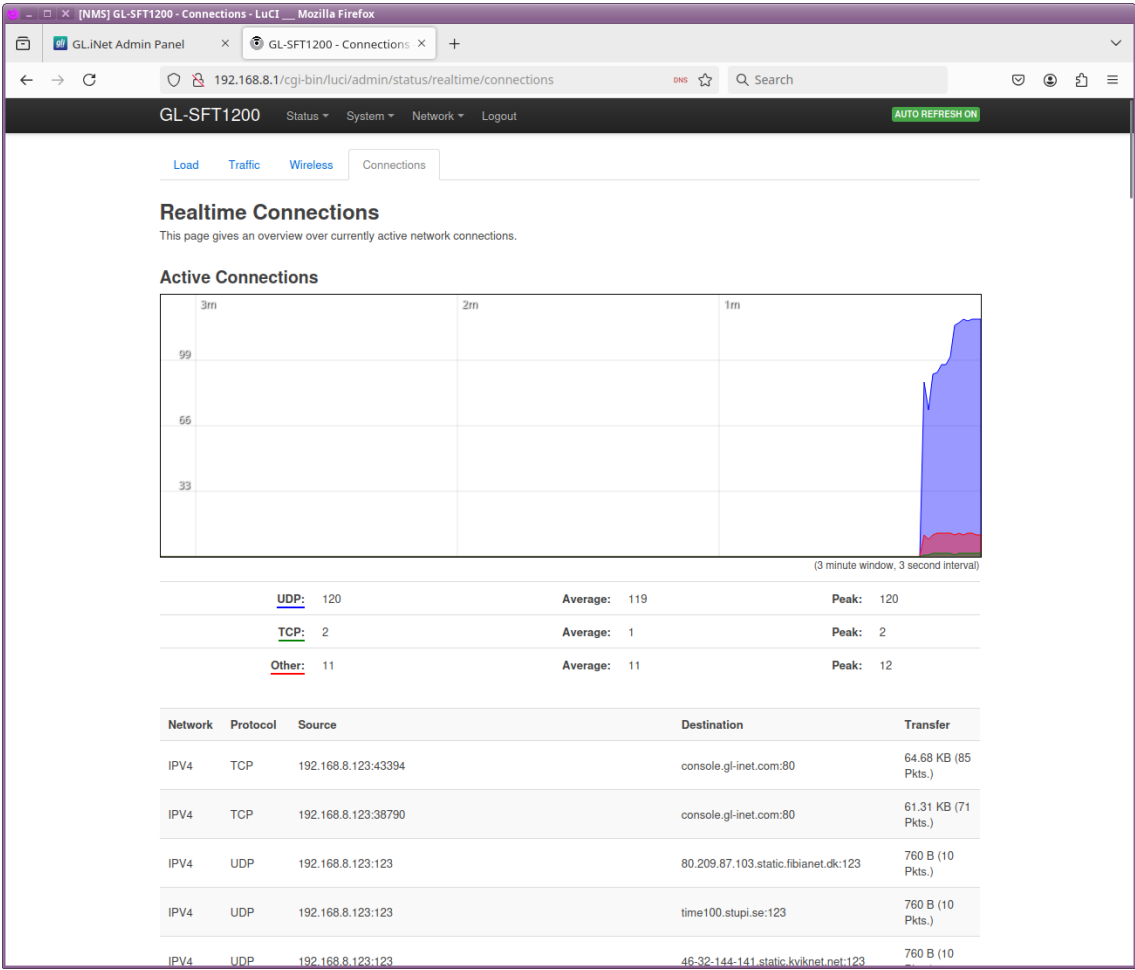 [NMS] GL-SFT1200 - Connections - LuCI ___ Mozilla Firefox
GL.iNet Admin Panel
GL-SFT1200 - Connections
192.168.8.1/cgi-bin/luci/admin/status/realtime/connections
DNS
Search
GL-SFT1200
Status
System
Network
Logout
AUTO REFRESH ON
Load
Traffic
Wireless
Connections
Realtime Connections
This page gives an overview over currently active network connections.
Active Connections
3m 2m 1m
99
66
33
(3 minute window, 3 second interval)
UDP: 120 Average: 119 Peak: 120
TCP: 2 Average: 1 Peak: 2
Other: 11 Average: 11 Peak: 12
Network Protocol Source Destination Transfer
IPV4 TCP 192.168.8.123:43394 console.gl-inet.com:80 64.68 KB (85
Pkts.)
IPV4 TCP 192.168.8.123:38790 console.gl-inet.com:80 61.31 KB (71
Pkts.)
IPV4 UDP 192.168.8.123:123 80.209.87.103.static.fibianet.dk:123 760 B (10
Pkts.)
IPV4 UDP 192.168.8.123:123 time100.stupi.se:123 760 B (10
Pkts.)
IPV4 UDP 192.168.8.123:123 46-32-144-141.static.kviknet.net:123 760 B (10